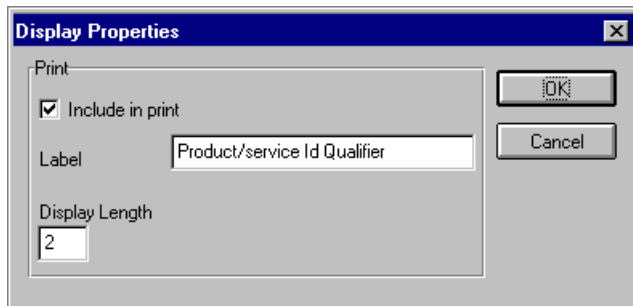 Display Properties
Print
Include in print
OK
Label
Product/service Id Qualifier
Cancel
Display Length
2